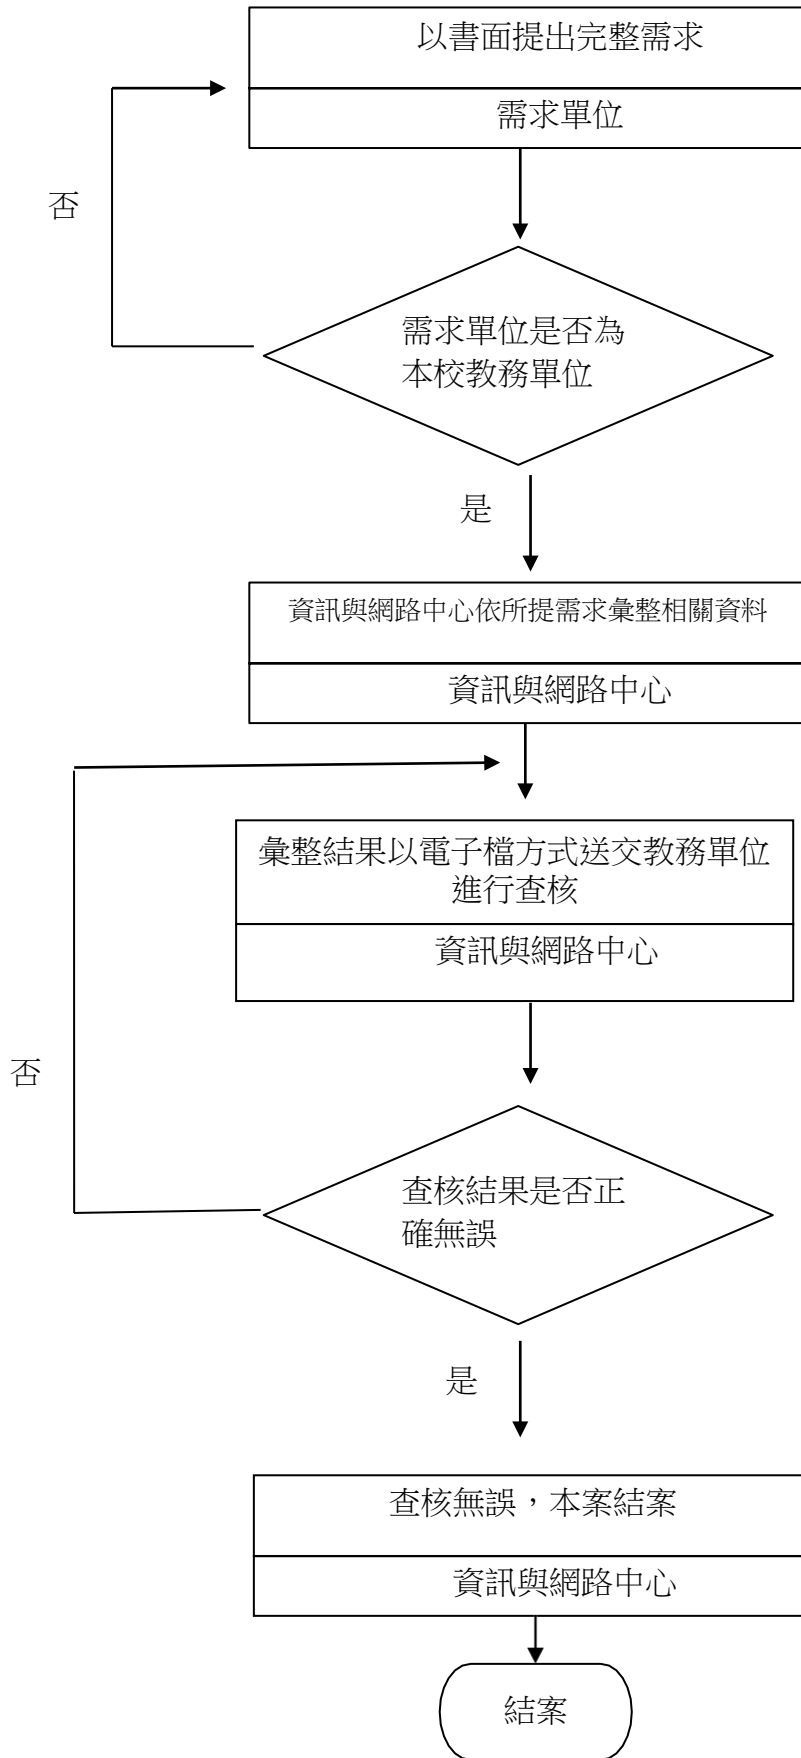 以書面提出完整需求
需求單位
否
需求單位是否為
本校教務單位
是
資訊與網路中心依所提需求彙整相關資料
資訊與網路中心
彙整結果以電子檔方式送交教務單位
進行查核
資訊與網路中心
否
查核結果是否正
確無誤
是
查核無誤，本案結案
資訊與網路中心
結案